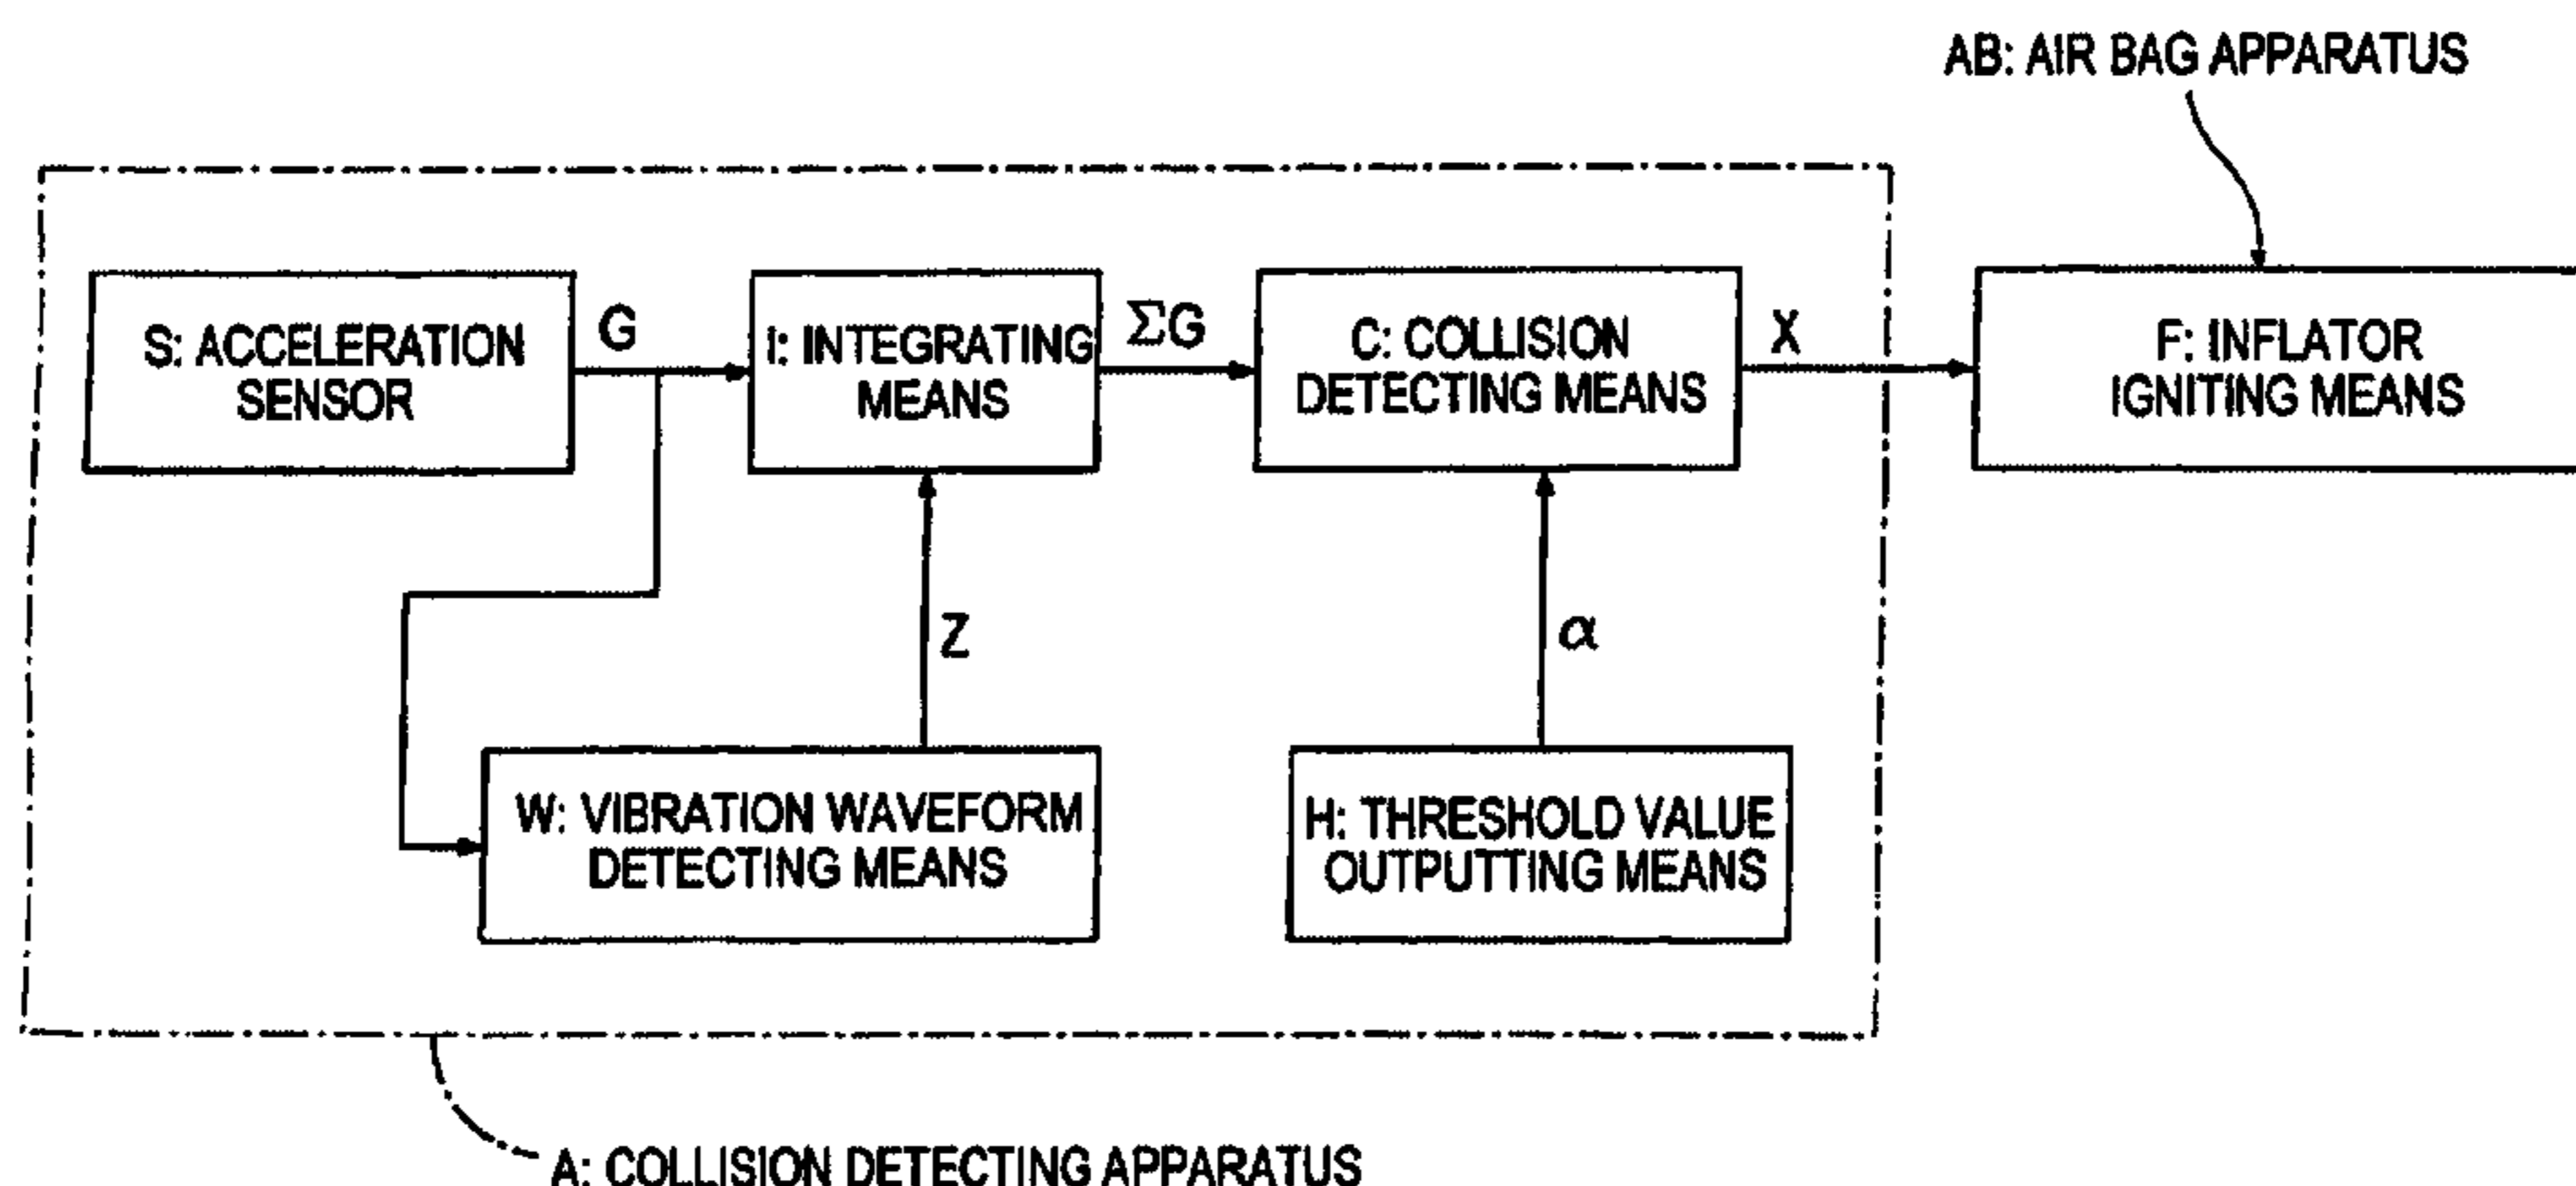 AB: AIR BAG APPARATUS
S: ACCELERATION
SENSOR
G
I: INTEGRATING
MEANS
ΣG
C: COLLISION
DETECTING MEANS
X
F: INFLATOR
IGNITING MEANS
Z
α
W: VIBRATION WAVEFORM
DETECTING MEANS
H: THRESHOLD VALUE
OUTPUTTING MEANS
A: COLLISION DETECTING APPARATUS